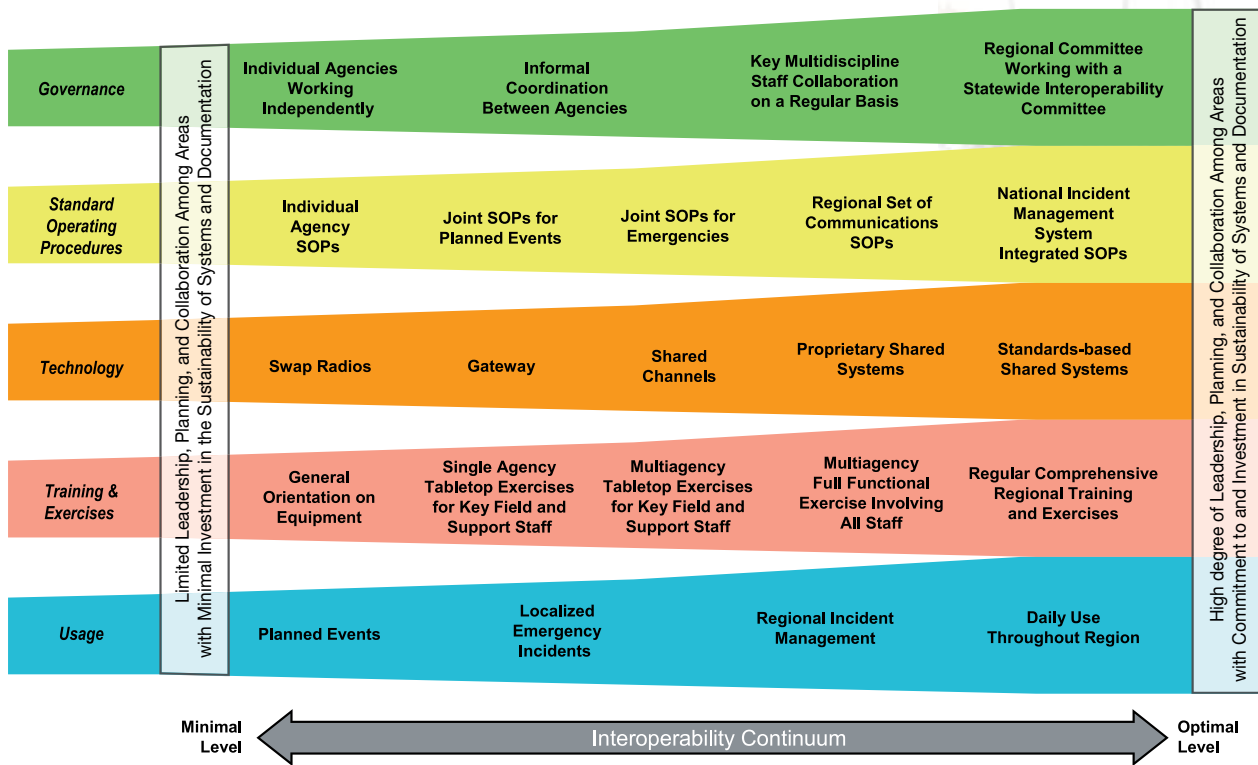 Governance
Individual Agencies
Working
Independently
Informal
Coordination
Between Agencies
Key Multidiscipline
Staff Collaboration
on a Regular Basis
Regional Committee
Working with a
Statewide Interoperability
Committee
Standard
Operating
Procedures
Individual
Agency
SOPs
Joint SOPs for
Planned Events
Joint SOPs for
Emergencies
Regional Set of
Communications
SOPs
National Incident
Management
System
Integrated SOPs
Technology
Swap Radios
Gateway
Shared
Channels
Proprietary Shared
Systems
Standards-based
Shared Systems
Training &
Exercises
General
Orientation on
Equipment
Single Agency
Tabletop Exercises
for Key Field and
Support Staff
Multiagency
Tabletop Exercises
for Key Field and
Support Staff
Multiagency
Full Functional
Exercise Involving
All Staff
Regular Comprehensive
Regional Training
and Exercises
Usage
Planned Events
Localized
Emergency
Incidents
Regional Incident
Management
Daily Use
Throughout Region
Limited Leadership, Planning, and Collaboration Among Areas
with Minimal Investment in the Sustainability of Systems and Documentation
High degree of Leadership, Planning, and Collaboration Among Areas
with Commitment to and Investment in Sustainability of Systems and Documentation
Minimal
Level
Interoperability Continuum
Optimal
Level